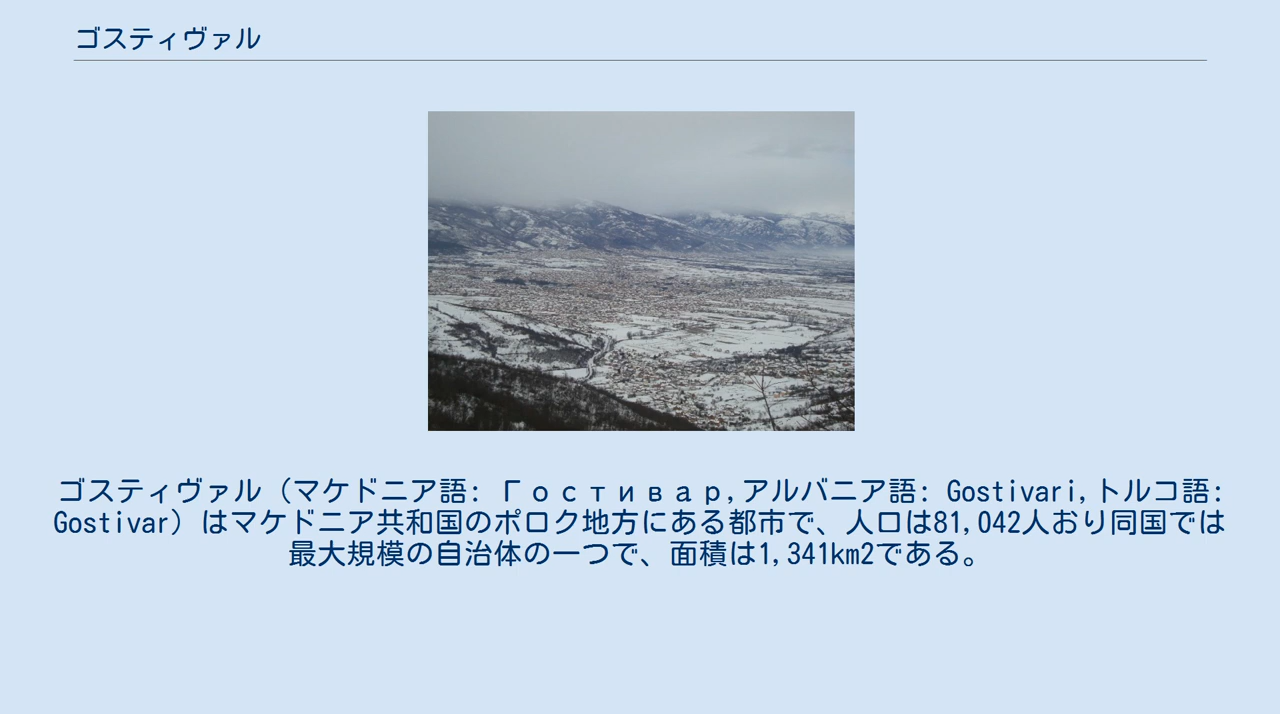 ゴスティヴァル
ゴスティヴァル（マケドニア語: Гостивар,アルバニア語: Gostivari,トルコ語:
Gostivar）はマケドニア共和国のポロク地方にある都市で、人口は81,042人おり同国では
最大規模の自治体の一つで、面積は1,341km2である。